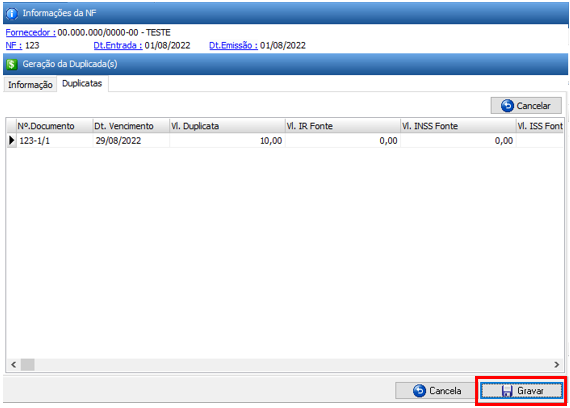 Informações da NF
Fornecedor : 00.000.000/0000-00 - TESTE
NF : 123 Dt.Entrada : 01/08/2022 Dt.Emissão : 01/08/2022
Geração da Duplicada(s)
Informação Duplicatas
Cancelar
Nº.Documento Dt. Vencimento Vl. Duplicata Vl. IR Fonte Vl. INSS Fonte Vl. ISS Font
123-1/1 29/08/2022 10,00 0,00 0,00
Cancela Gravar